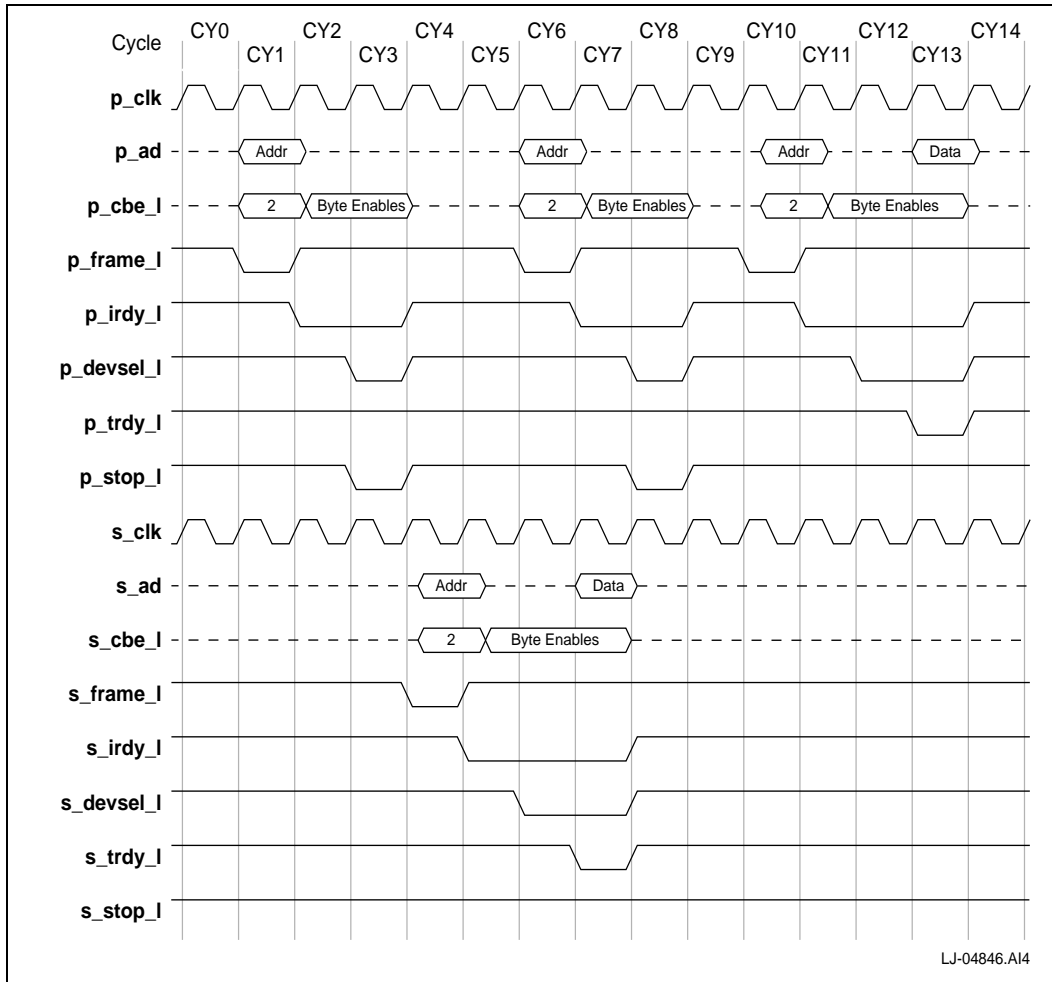 Cycle CY0 CY1 CY2 CY3 CY4 CY5 CY6 CY7 CY8 CY9 CY10 CY11 CY12 CY13 CY14
p_clk
p_ad Addr Addr Addr Data
p_cbe_l 2 Byte Enables 2 Byte Enables 2 Byte Enables
p_frame_l
p_irdy_l
p_devsel_l
p_trdy_l
p_stop_l
s_clk
s_ad Addr Data
s_cbe_l 2 Byte Enables
s_frame_l
s_irdy_l
s_devsel_l
s_trdy_l
s_stop_l
LJ-04846.AI4